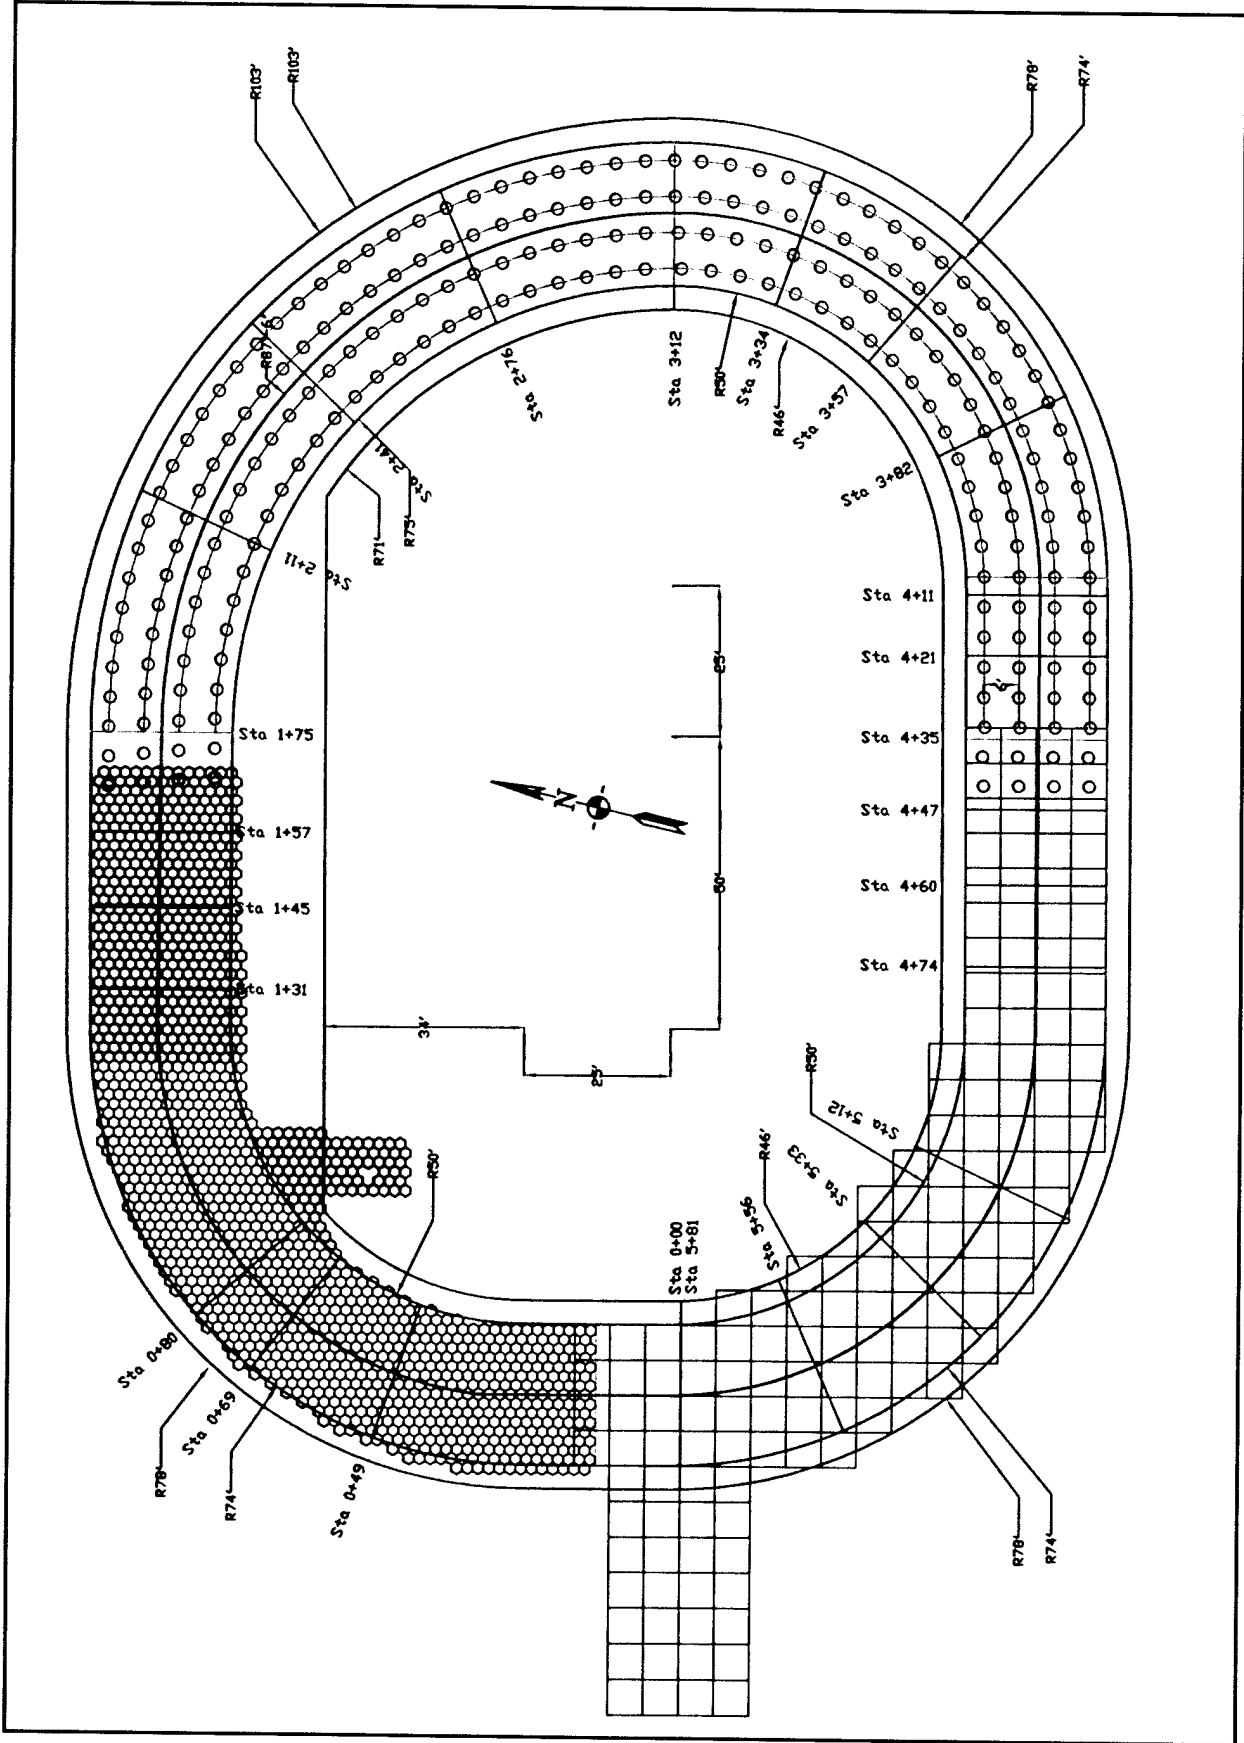 R103'
R103'
R78'
R74'
R87'-6"
Sta 2+76
Sta 3+12
R50'
Sta 3+34
R46'
Sta 3+57
Sta 2+41
R75'
R71'
Sta 3+82
Sta 2+11
Sta 4+11
25'
Sta 4+21
6'
Sta 1+75
Sta 4+35
N
Sta 4+47
Sta 1+57
50'
Sta 4+60
Sta 1+45
Sta 4+74
Sta 1+31
34'
25'
R50'
Sta 5+12
R46'
Sta 5+33
R50'
Sta 5+56
Sta 0+00
Sta 5+81
Sta 0+80
R78'
Sta 0+69
R74'
Sta 0+49
R78'
R74'